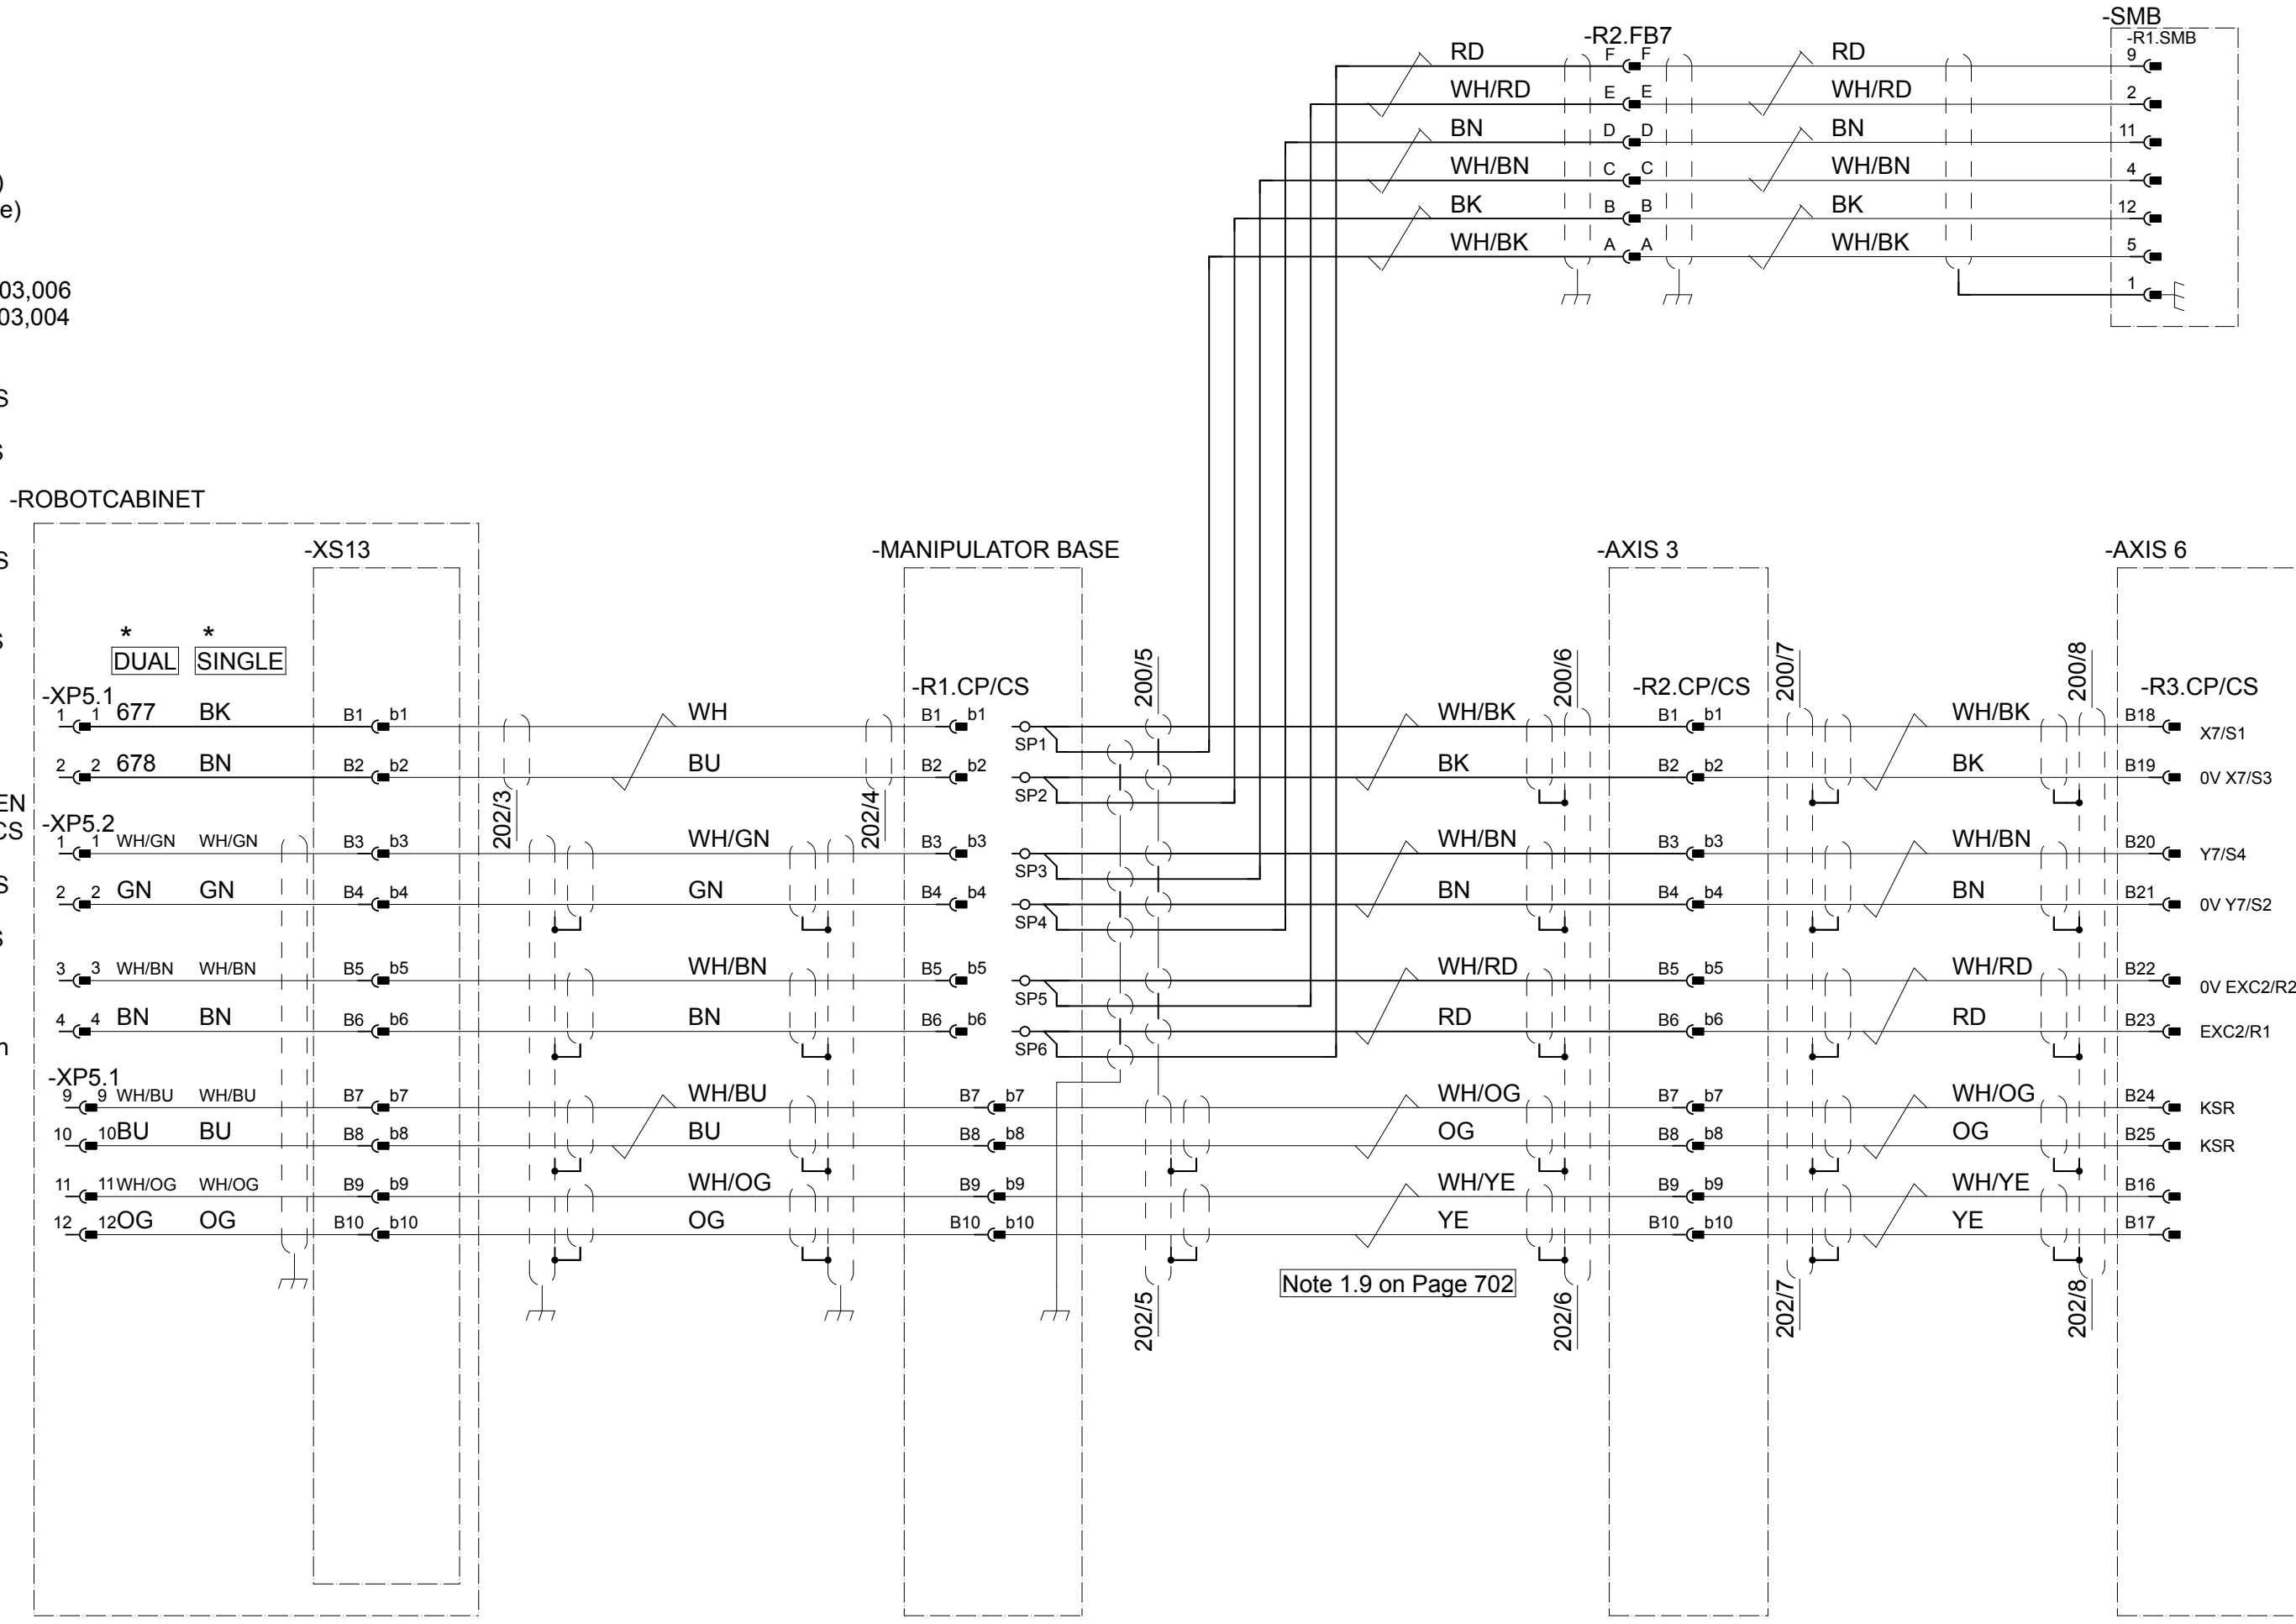 -SMB
-R2.FB7
-R1.SMB
RD F F RD 9
WH/RD E E WH/RD 2
BN D D BN 11
WH/BN C C WH/BN 4
BK B B BK 12
WH/BK A A WH/BK 5
1
)
e)
03,006
03,004
S
S
S
S
EN
CS
S
S
n
-ROBOTCABINET
-XS13
-MANIPULATOR BASE
-AXIS 3
-AXIS 6
* *
DUAL SINGLE
200/5
200/6
200/7
200/8
-XP5.1
-R1.CP/CS
-R2.CP/CS
-R3.CP/CS
1 1 677 BK B1 b1 WH B1 b1 WH/BK B1 b1 WH/BK B18 X7/S1
SP1
2 2 678 BN B2 b2 BU B2 b2 BK B2 b2 BK B19 0V X7/S3
SP2
202/3
202/4
-XP5.2
1 1 WH/GN WH/GN B3 b3 WH/GN B3 b3 WH/BN B3 b3 WH/BN B20 Y7/S4
SP3
2 2 GN GN B4 b4 GN B4 b4 BN B4 b4 BN B21 0V Y7/S2
SP4
3 3 WH/BN WH/BN B5 b5 WH/BN B5 b5 WH/RD B5 b5 WH/RD B22 0V EXC2/R2
SP5
4 4 BN BN B6 b6 BN B6 b6 RD B6 b6 RD B23 EXC2/R1
SP6
-XP5.1
9 9 WH/BU WH/BU B7 b7 WH/BU B7 b7 WH/OG B7 b7 WH/OG B24 KSR
10 10 BU BU B8 b8 BU B8 b8 OG B8 b8 OG B25 KSR
11 11 WH/OG WH/OG B9 b9 WH/OG B9 b9 WH/YE B9 b9 WH/YE B16
12 12 OG OG B10 b10 OG B10 b10 YE B10 b10 YE B17
Note 1.9 on Page 702
202/5
202/6
202/7
202/8